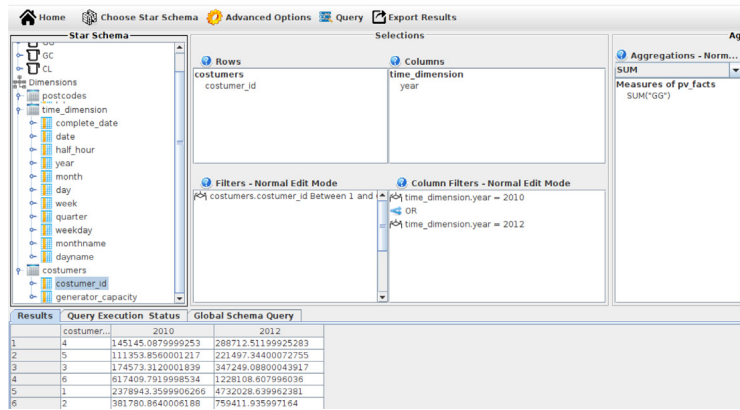 Home Choose Star Schema Advanced Options Query Export Results
Star Schema
GC
CL
Dimensions
postcodes
time_dimension
complete_date
date
half_hour
year
month
day
week
quarter
weekday
monthname
dayname
costumers
costumer_id
generator_capacity
Selections
Rows
costumers
costumer_id
Columns
time_dimension
year
Filters - Normal Edit Mode
costumers.costumer_id Between 1 and
Column Filters - Normal Edit Mode
time_dimension.year = 2010
OR
time_dimension.year = 2012
Ag
Aggregations - Norm...
SUM
Measures of pv_facts
SUM("GG")
Results Query Execution Status Global Schema Query
costumer... 2010 2012
1 4 145145.0879999253 288712.51199925283
2 5 111353.8560001217 221497.34400072755
3 3 174573.3120001839 347249.08800043917
4 6 617409.7919998534 1228108.607996036
5 1 2378943.3599906266 4732028.639962381
6 2 381780.8640006188 759411.935997164